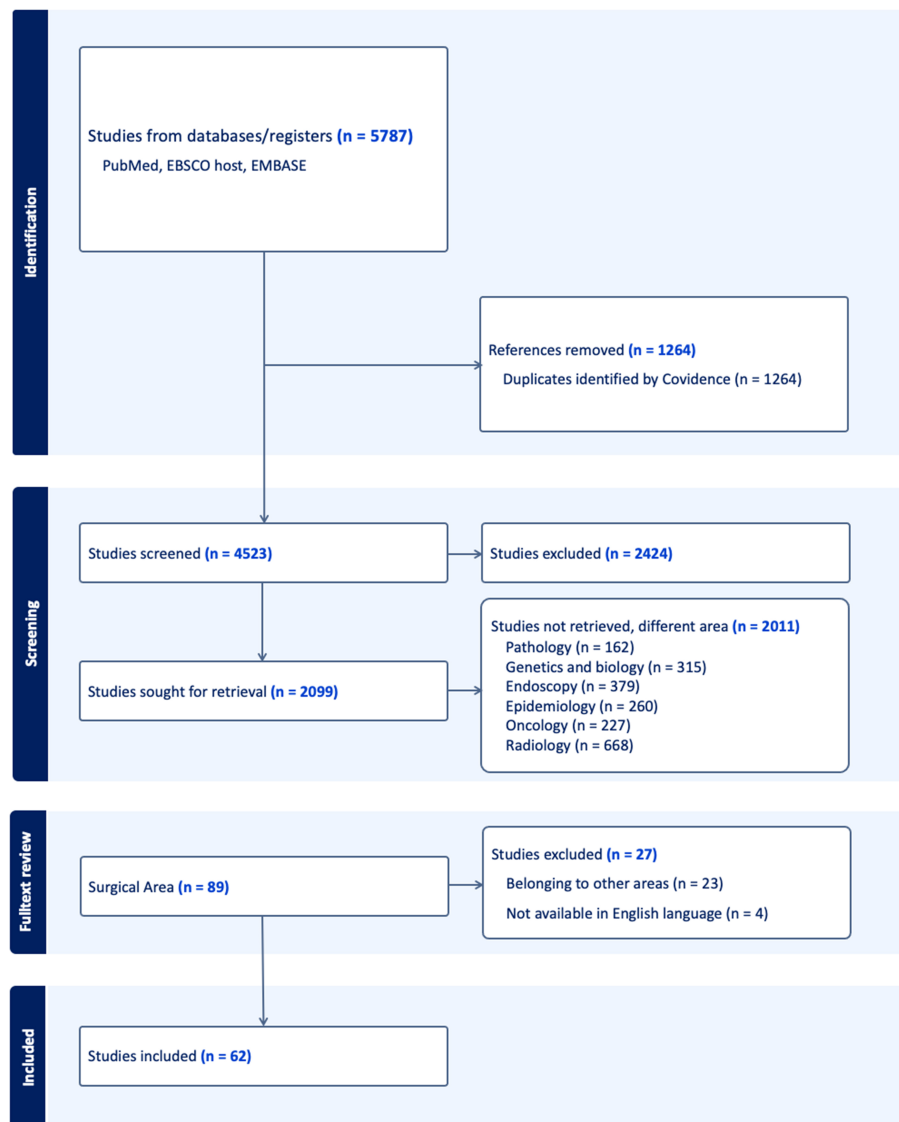 Identification
Studies from databases/registers (n = 5787)
PubMed, EBSCO host, EMBASE
References removed (n = 1264)
Duplicates identified by Covidence (n = 1264)
Screening
Studies screened (n = 4523)
Studies excluded (n = 2424)
Studies sought for retrieval (n = 2099)
Studies not retrieved, different area (n = 2011)
Pathology (n = 162)
Genetics and biology (n = 315)
Endoscopy (n = 379)
Epidemiology (n = 260)
Oncology (n = 227)
Radiology (n = 668)
Fulltext review
Surgical Area (n = 89)
Studies excluded (n = 27)
Belonging to other areas (n = 23)
Not available in English language (n = 4)
Included
Studies included (n = 62)